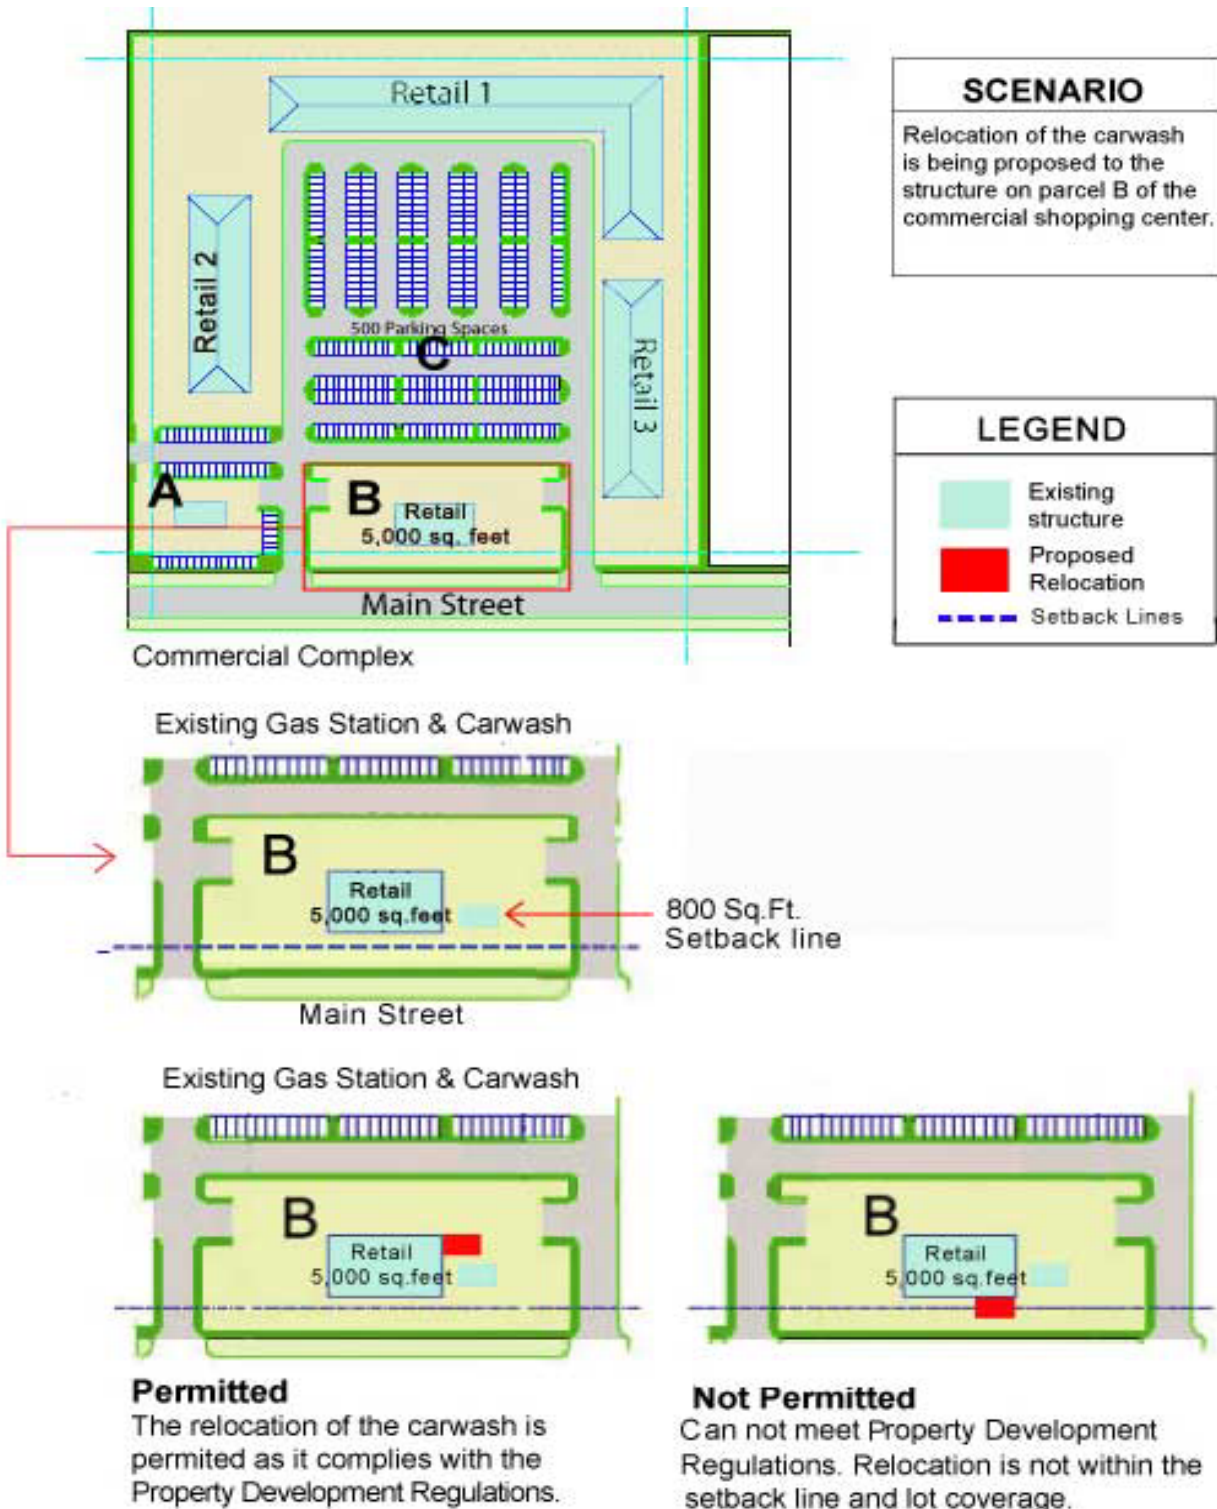 Retail 1
SCENARIO
Relocation of the carwash
is being proposed to the
structure on parcel B of the
commercial shopping center.
Retail 2
500 Parking Spaces
C
Retail 3
A
B
Retail
5,000 sq. feet
Main Street
Commercial Complex
LEGEND
Existing
structure
Proposed
Relocation
Setback Lines
Existing Gas Station & Carwash
B
Retail
5,000 sq.feet
800 Sq.Ft.
Setback line
Main Street
Existing Gas Station & Carwash
B
Retail
5,000 sq.feet
Permitted
The relocation of the carwash is
permited as it complies with the
Property Development Regulations.
B
Retail
5,000 sq.feet
Not Permitted
Can not meet Property Development
Regulations. Relocation is not within the
setback line and lot coverage.